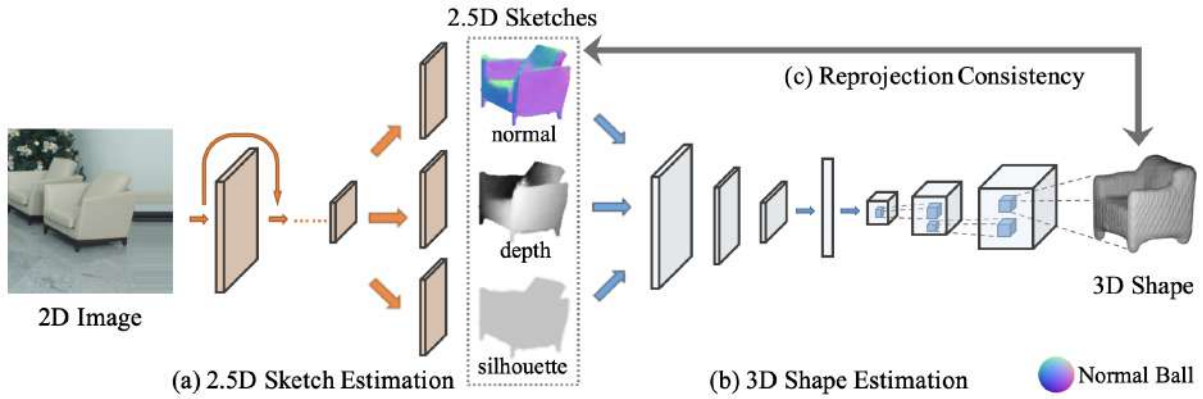 2.5D Sketches
(c) Reprojection Consistency
normal
depth
2D Image
3D Shape
silhouette
(a) 2.5D Sketch Estimation
(b) 3D Shape Estimation
Normal Ball